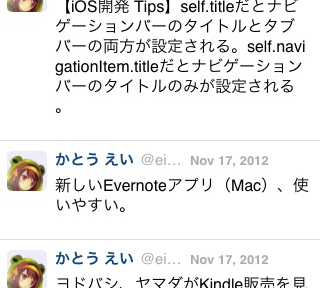 【iOS開発 Tips】self.titleだとナビ
ゲーションバーのタイトルとタブ
バーの両方が設定される。self.navi
gationItem.titleだとナビゲーション
バーのタイトルのみが設定される
。
かとう えい @ei... Nov 17, 2012
新しいEvernoteアプリ（Mac）、使
いやすい。
かとう えい @ei... Nov 17, 2012
ヨドバシ、ヤマダがKindle販売を見